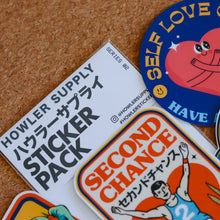 HOWLER SUPPLY
ハウラーサプライ
STICKER
PACK
SERIES 02
@HOWLERSUPPLY
SELF LOVE
HAVE
SECOND
CHANCE
セカンドチャンス